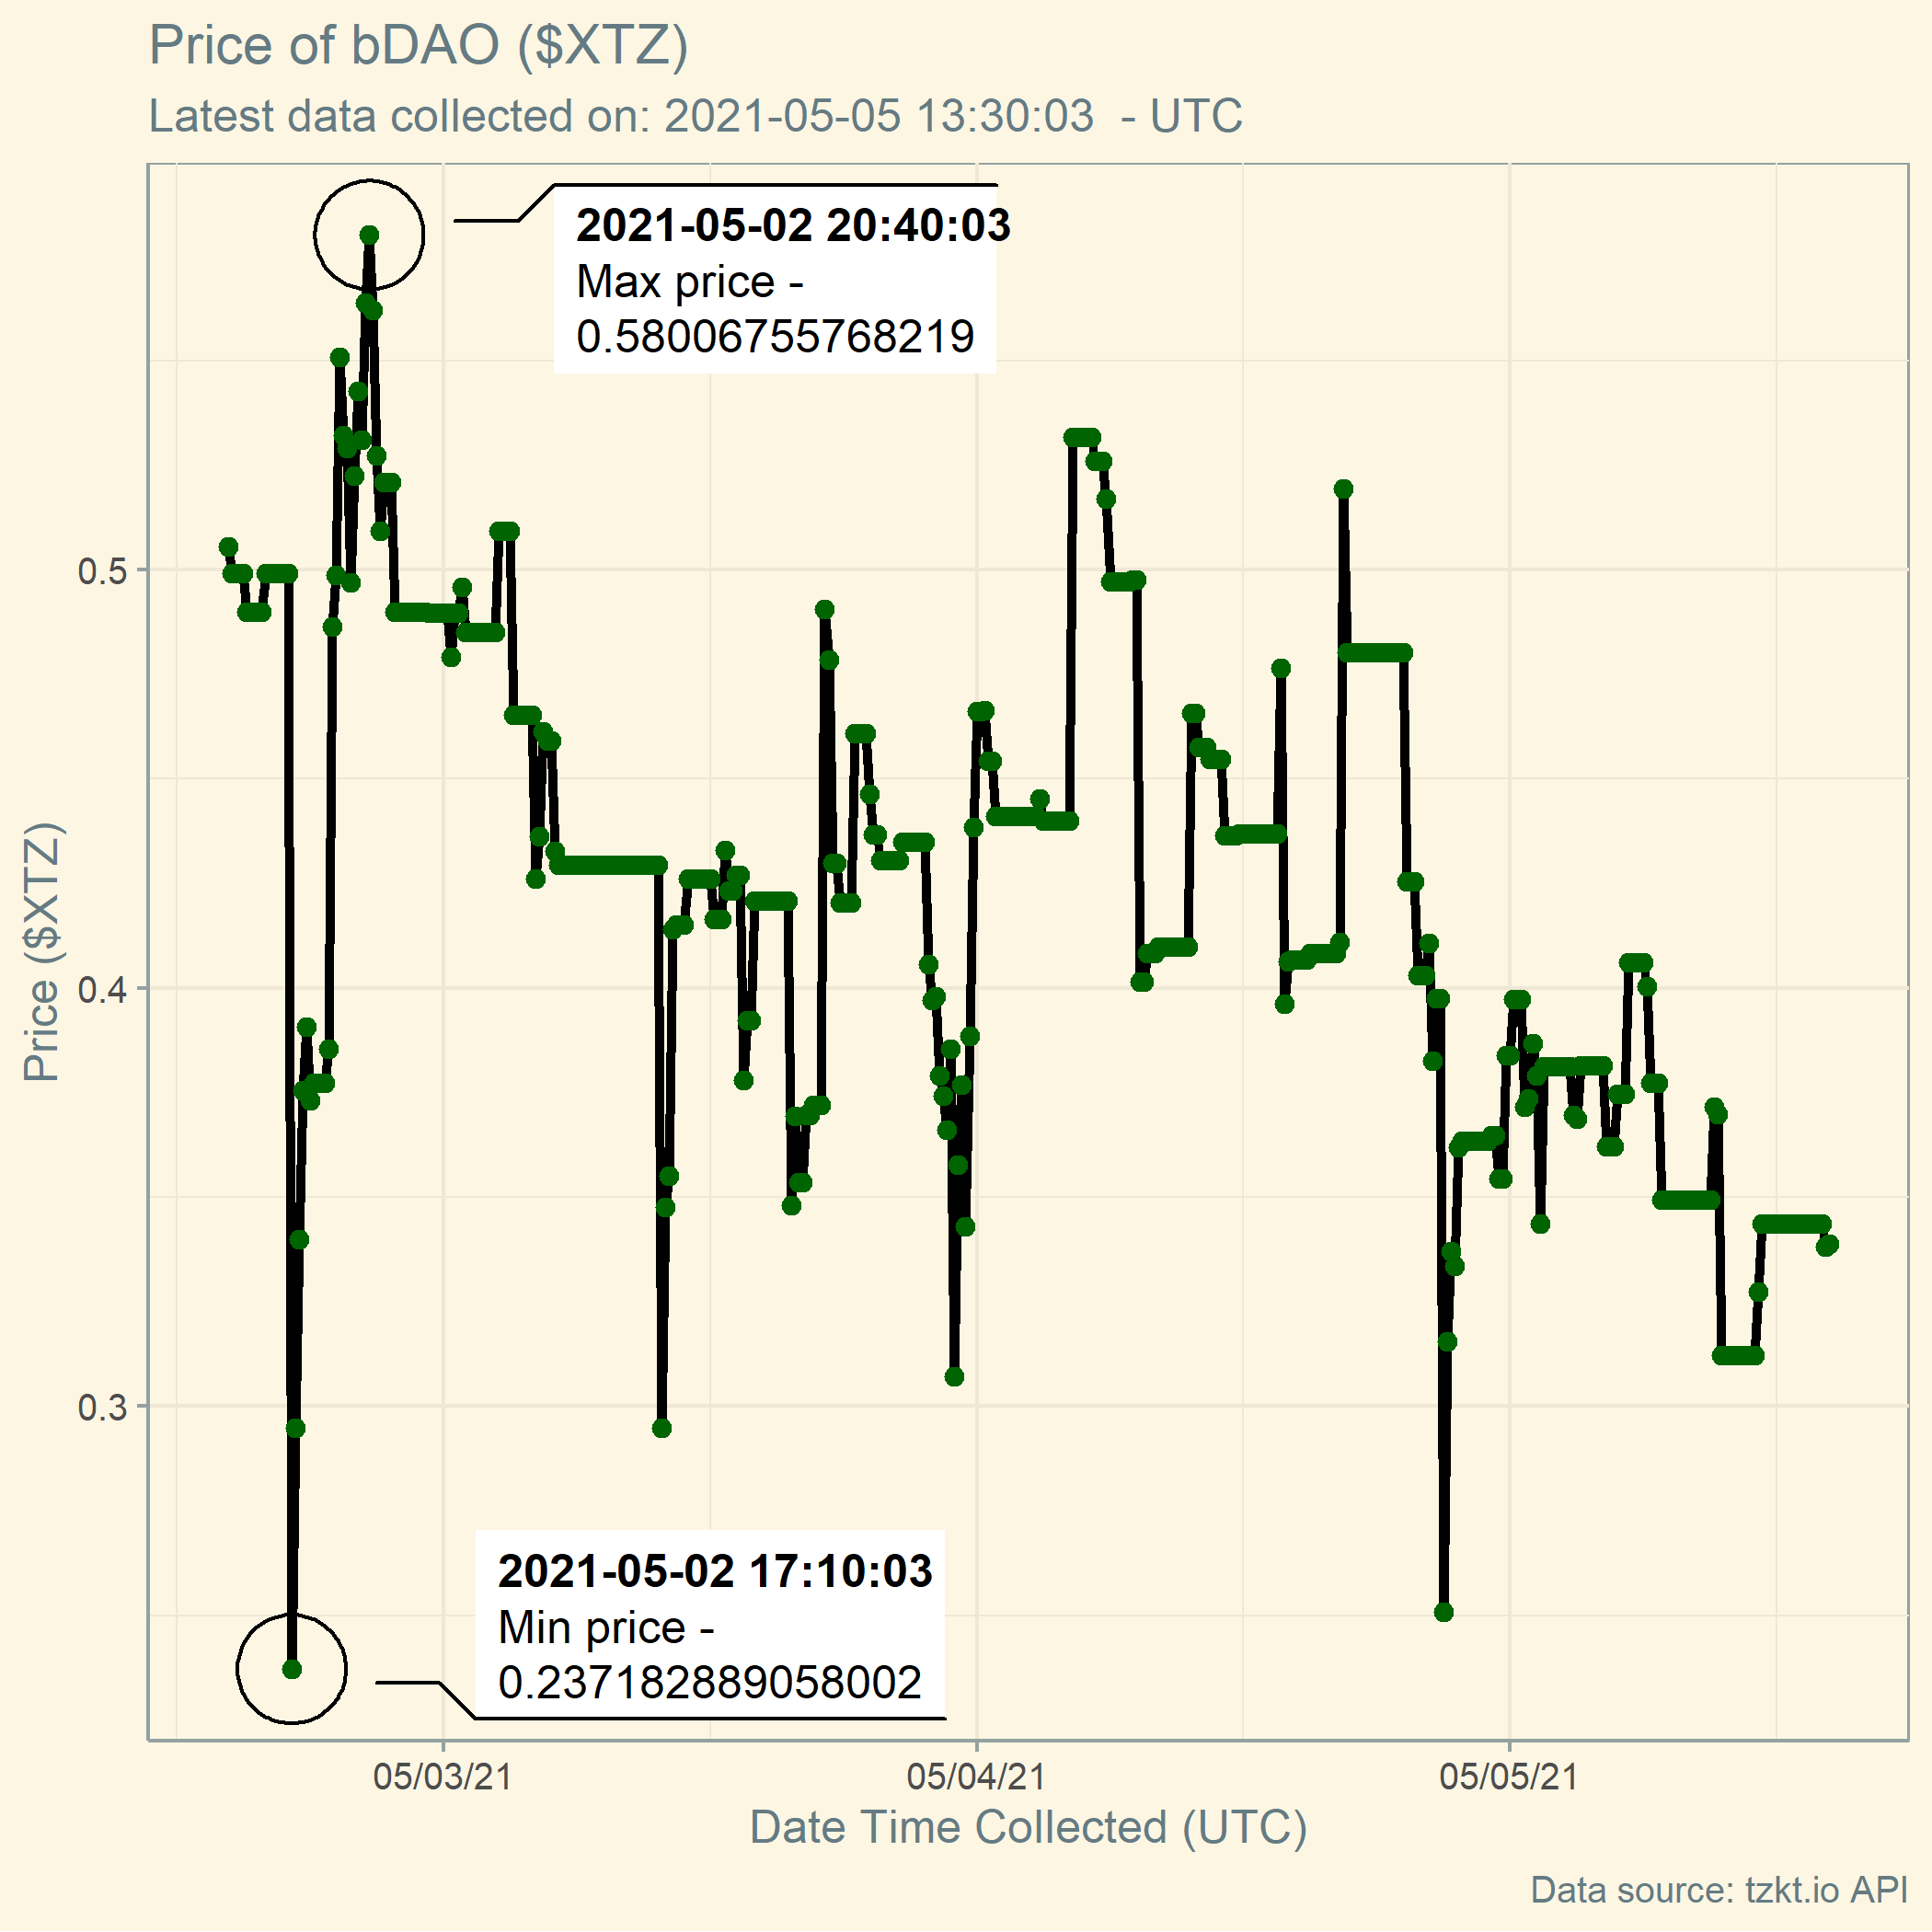 Price of bDAO ($XTZ)
Latest data collected on: 2021-05-05 13:30:03  - UTC
2021-05-02 20:40:03
Max price -
0.58006755768219
0.5
0.4
0.3
Price ($XTZ)
2021-05-02 17:10:03
Min price -
0.237182889058002
05/03/21
05/04/21
05/05/21
Date Time Collected (UTC)
Data source: tzkt.io API